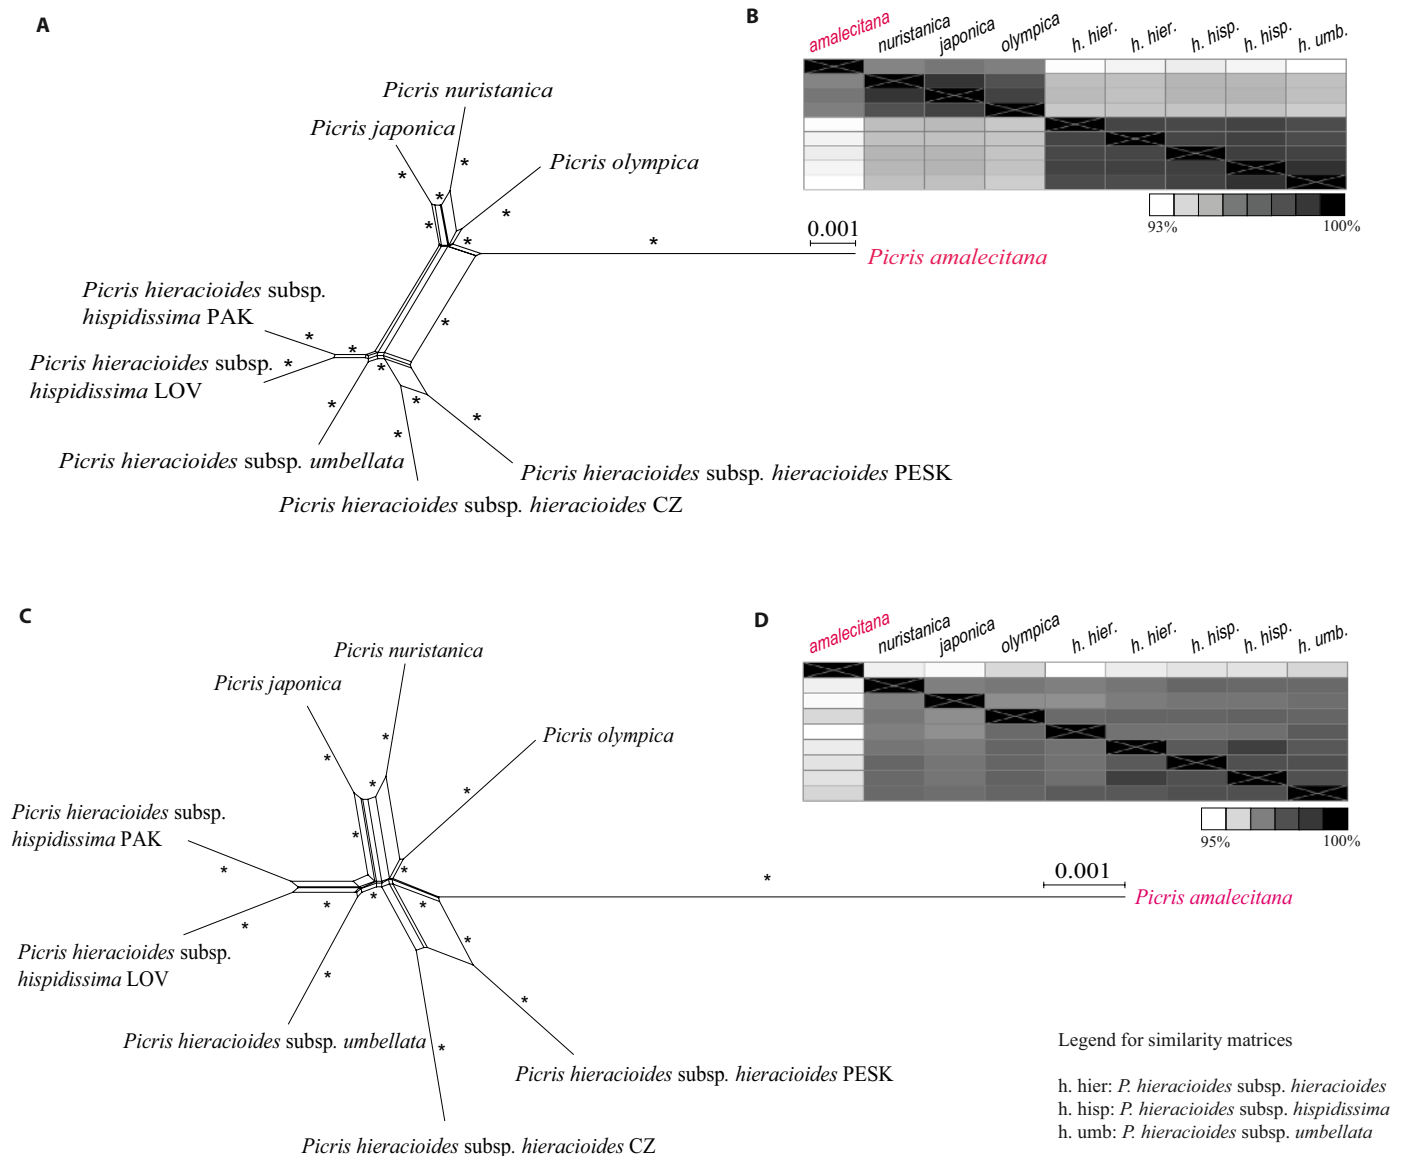 A
Picris nuristanica
Picris japonica
Picris olympica
*
*
*
*
*
*
*
*
0.001
Picris amalecitana
Picris hieracioides subsp.
hispidissima PAK
*
*
*
Picris hieracioides subsp.
hispidissima LOV
*
*
*
*
*
*
Picris hieracioides subsp. umbellata
Picris hieracioides subsp. hieracioides PESK
Picris hieracioides subsp. hieracioides CZ
B
amalecitana
nuristanica
japonica
olympica
h. hier.
h. hier.
h. hisp.
h. hisp.
h. umb.
93%
100%
C
Picris nuristanica
Picris japonica
Picris olympica
*
*
*
*
*
*
*
0.001
Picris amalecitana
Picris hieracioides subsp.
hispidissima PAK
*
*
*
*
*
*
Picris hieracioides subsp.
hispidissima LOV
*
*
*
Picris hieracioides subsp. umbellata
*
Picris hieracioides subsp. hieracioides PESK
Picris hieracioides subsp. hieracioides CZ
D
amalecitana
nuristanica
japonica
olympica
h. hier.
h. hier.
h. hisp.
h. hisp.
h. umb.
95%
100%
Legend for similarity matrices
h. hier: P. hieracioides subsp. hieracioides
h. hisp: P. hieracioides subsp. hispidissima
h. umb: P. hieracioides subsp. umbellata